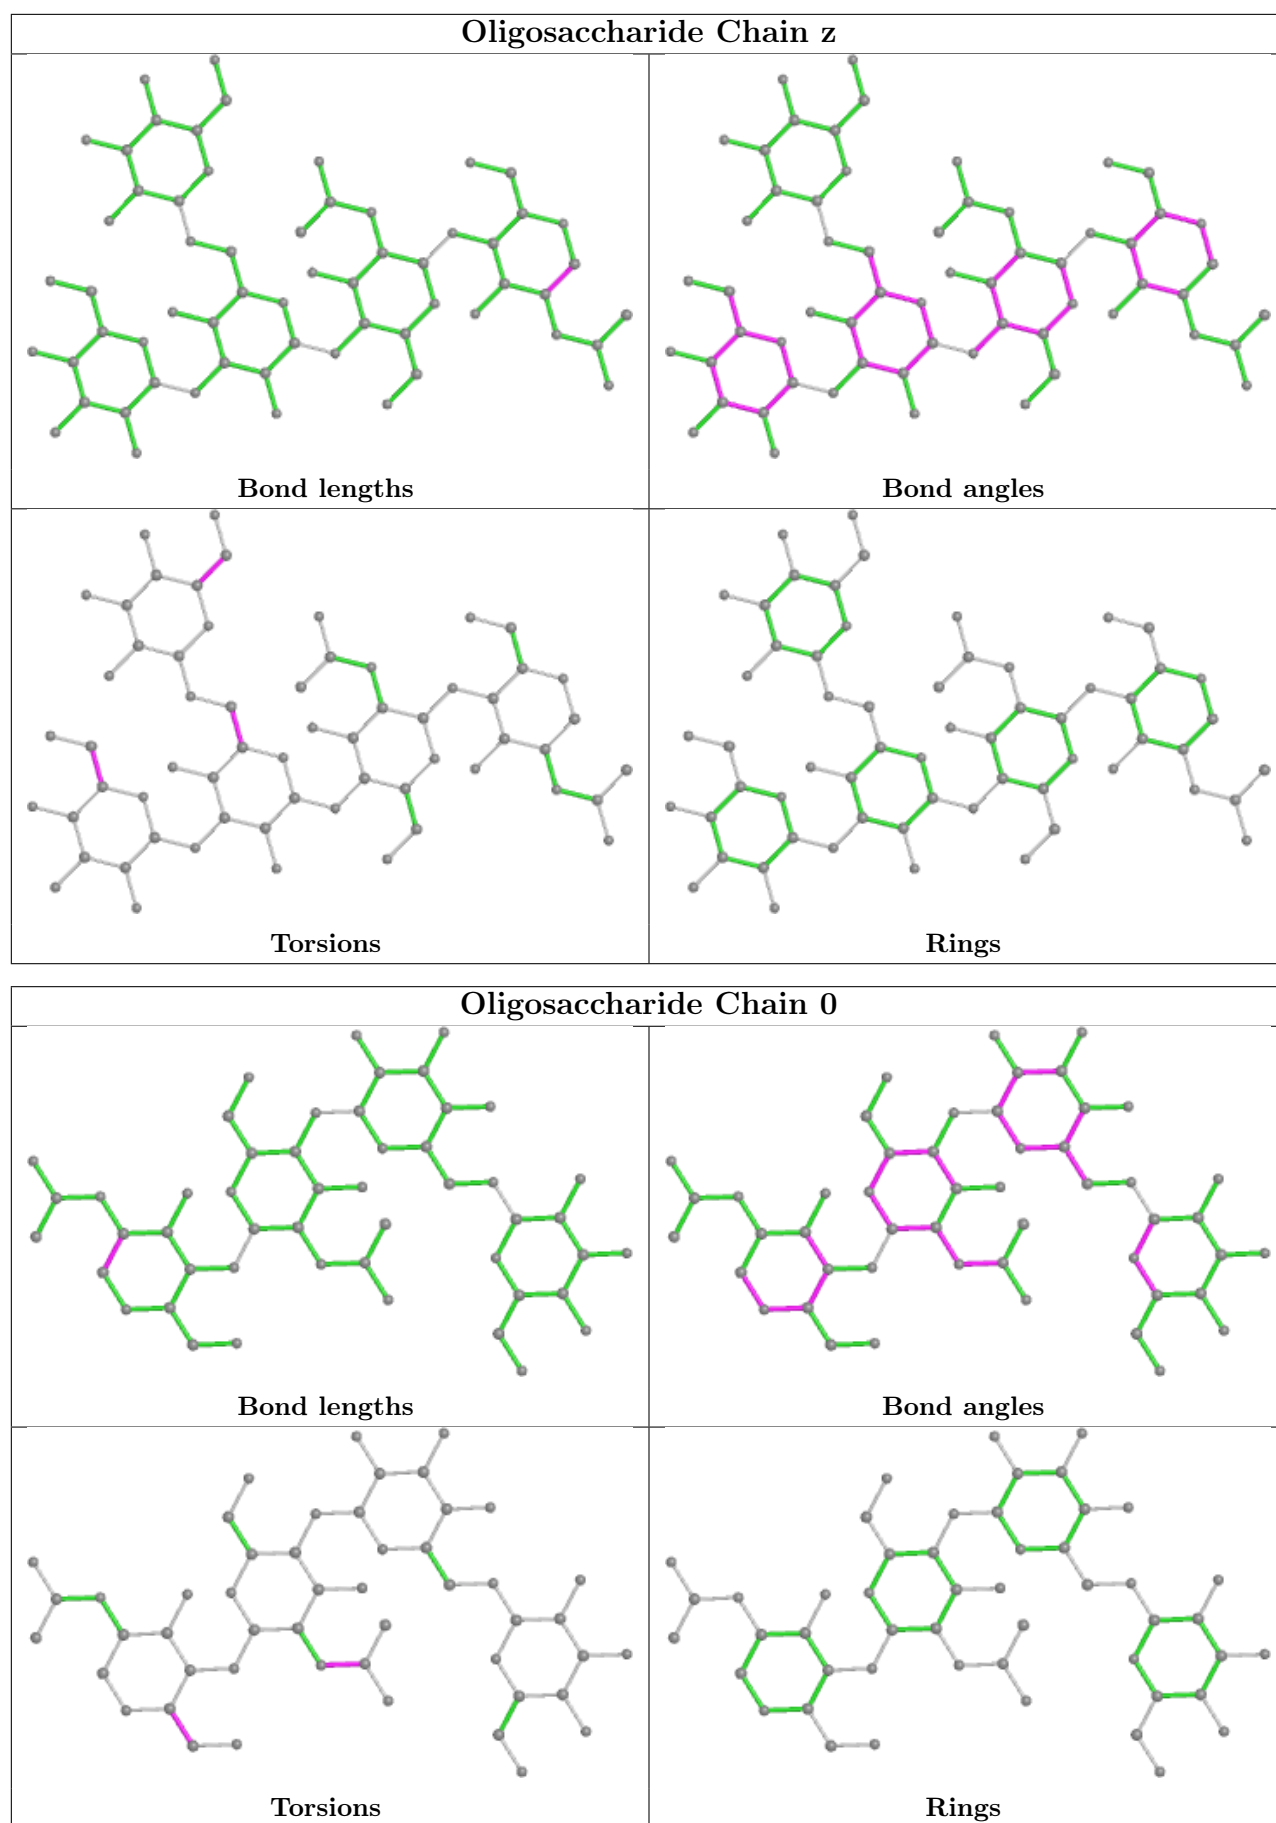 Oligosaccharide Chain z
Bond lengths
Bond angles
Torsions
Rings
Oligosaccharide Chain 0
Bond lengths
Bond angles
Torsions
Rings